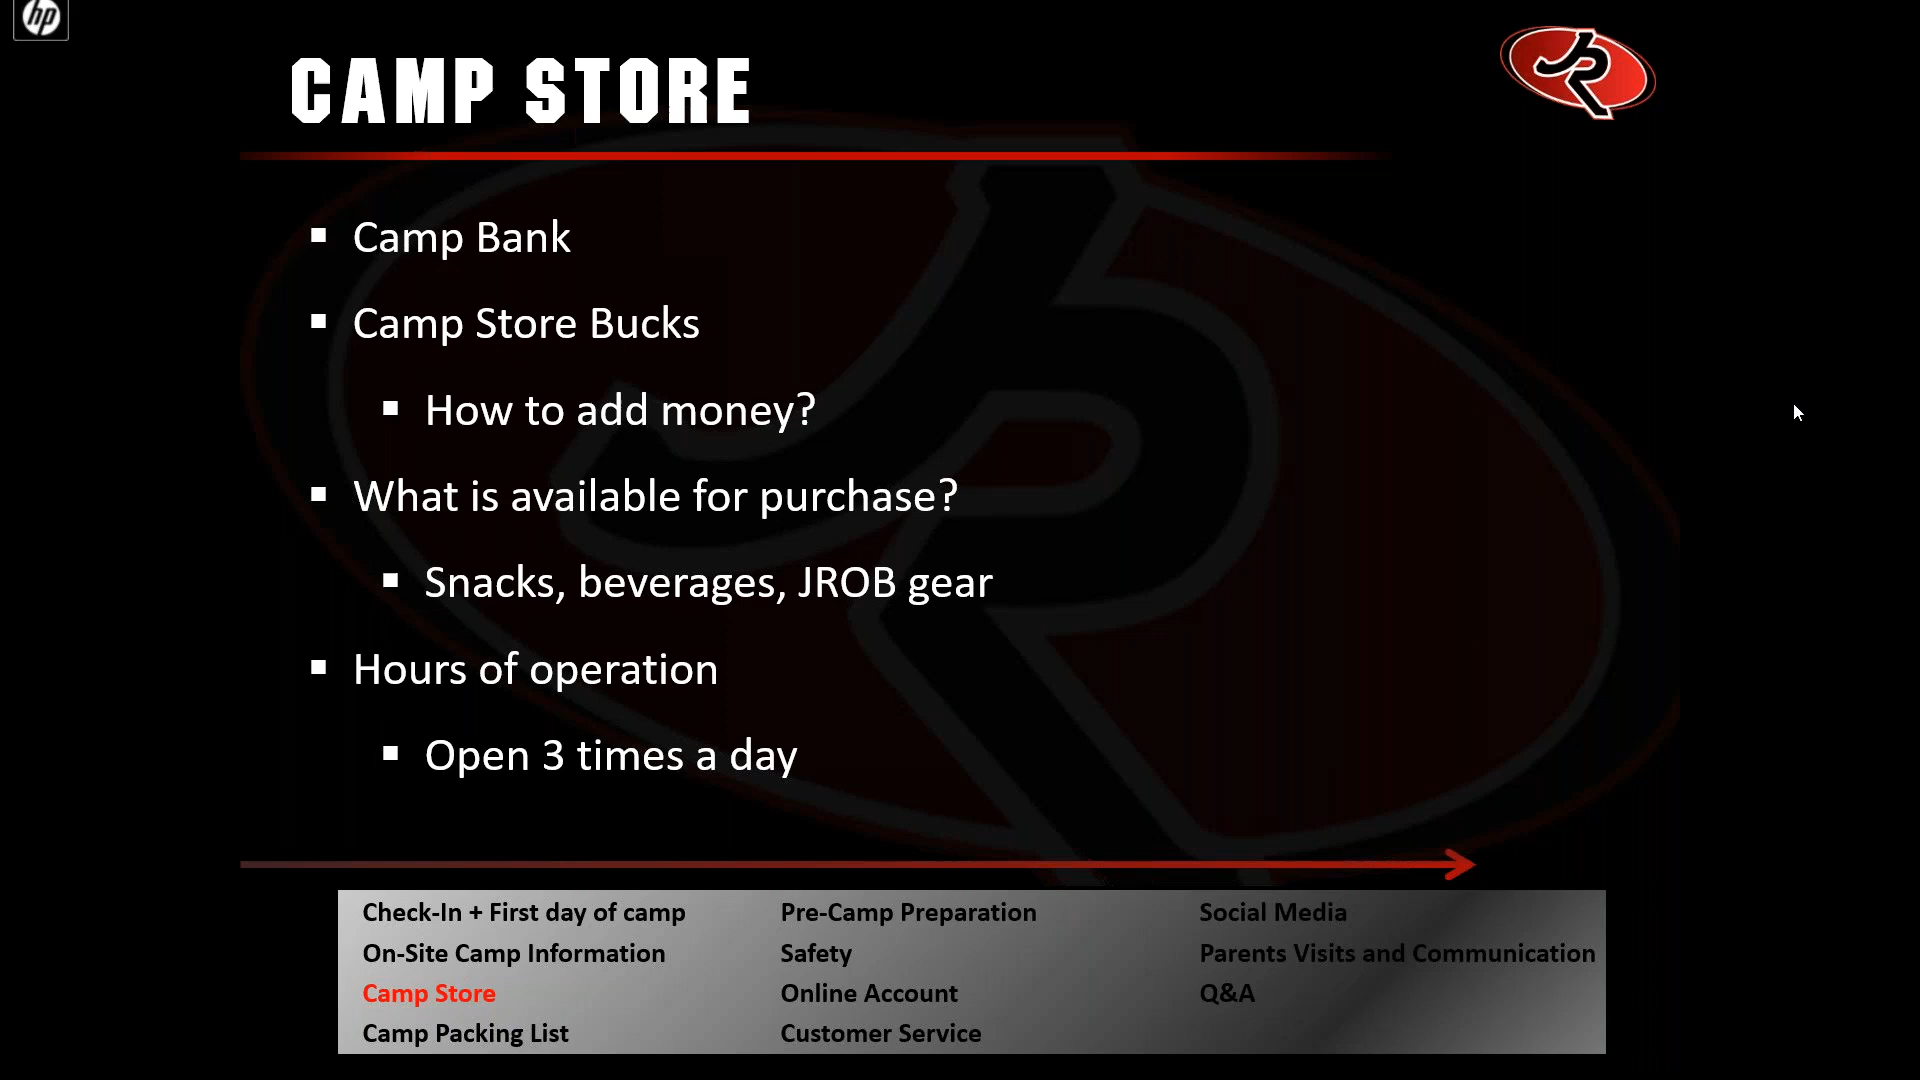 hp
CAMP STORE
JR
▪ Camp Bank
▪ Camp Store Bucks
▪ How to add money?
▪ What is available for purchase?
▪ Snacks, beverages, JROB gear
▪ Hours of operation
▪ Open 3 times a day
Check-In + First day of camp
On-Site Camp Information
Camp Store
Camp Packing List
Pre-Camp Preparation
Safety
Online Account
Customer Service
Social Media
Parents Visits and Communication
Q&A